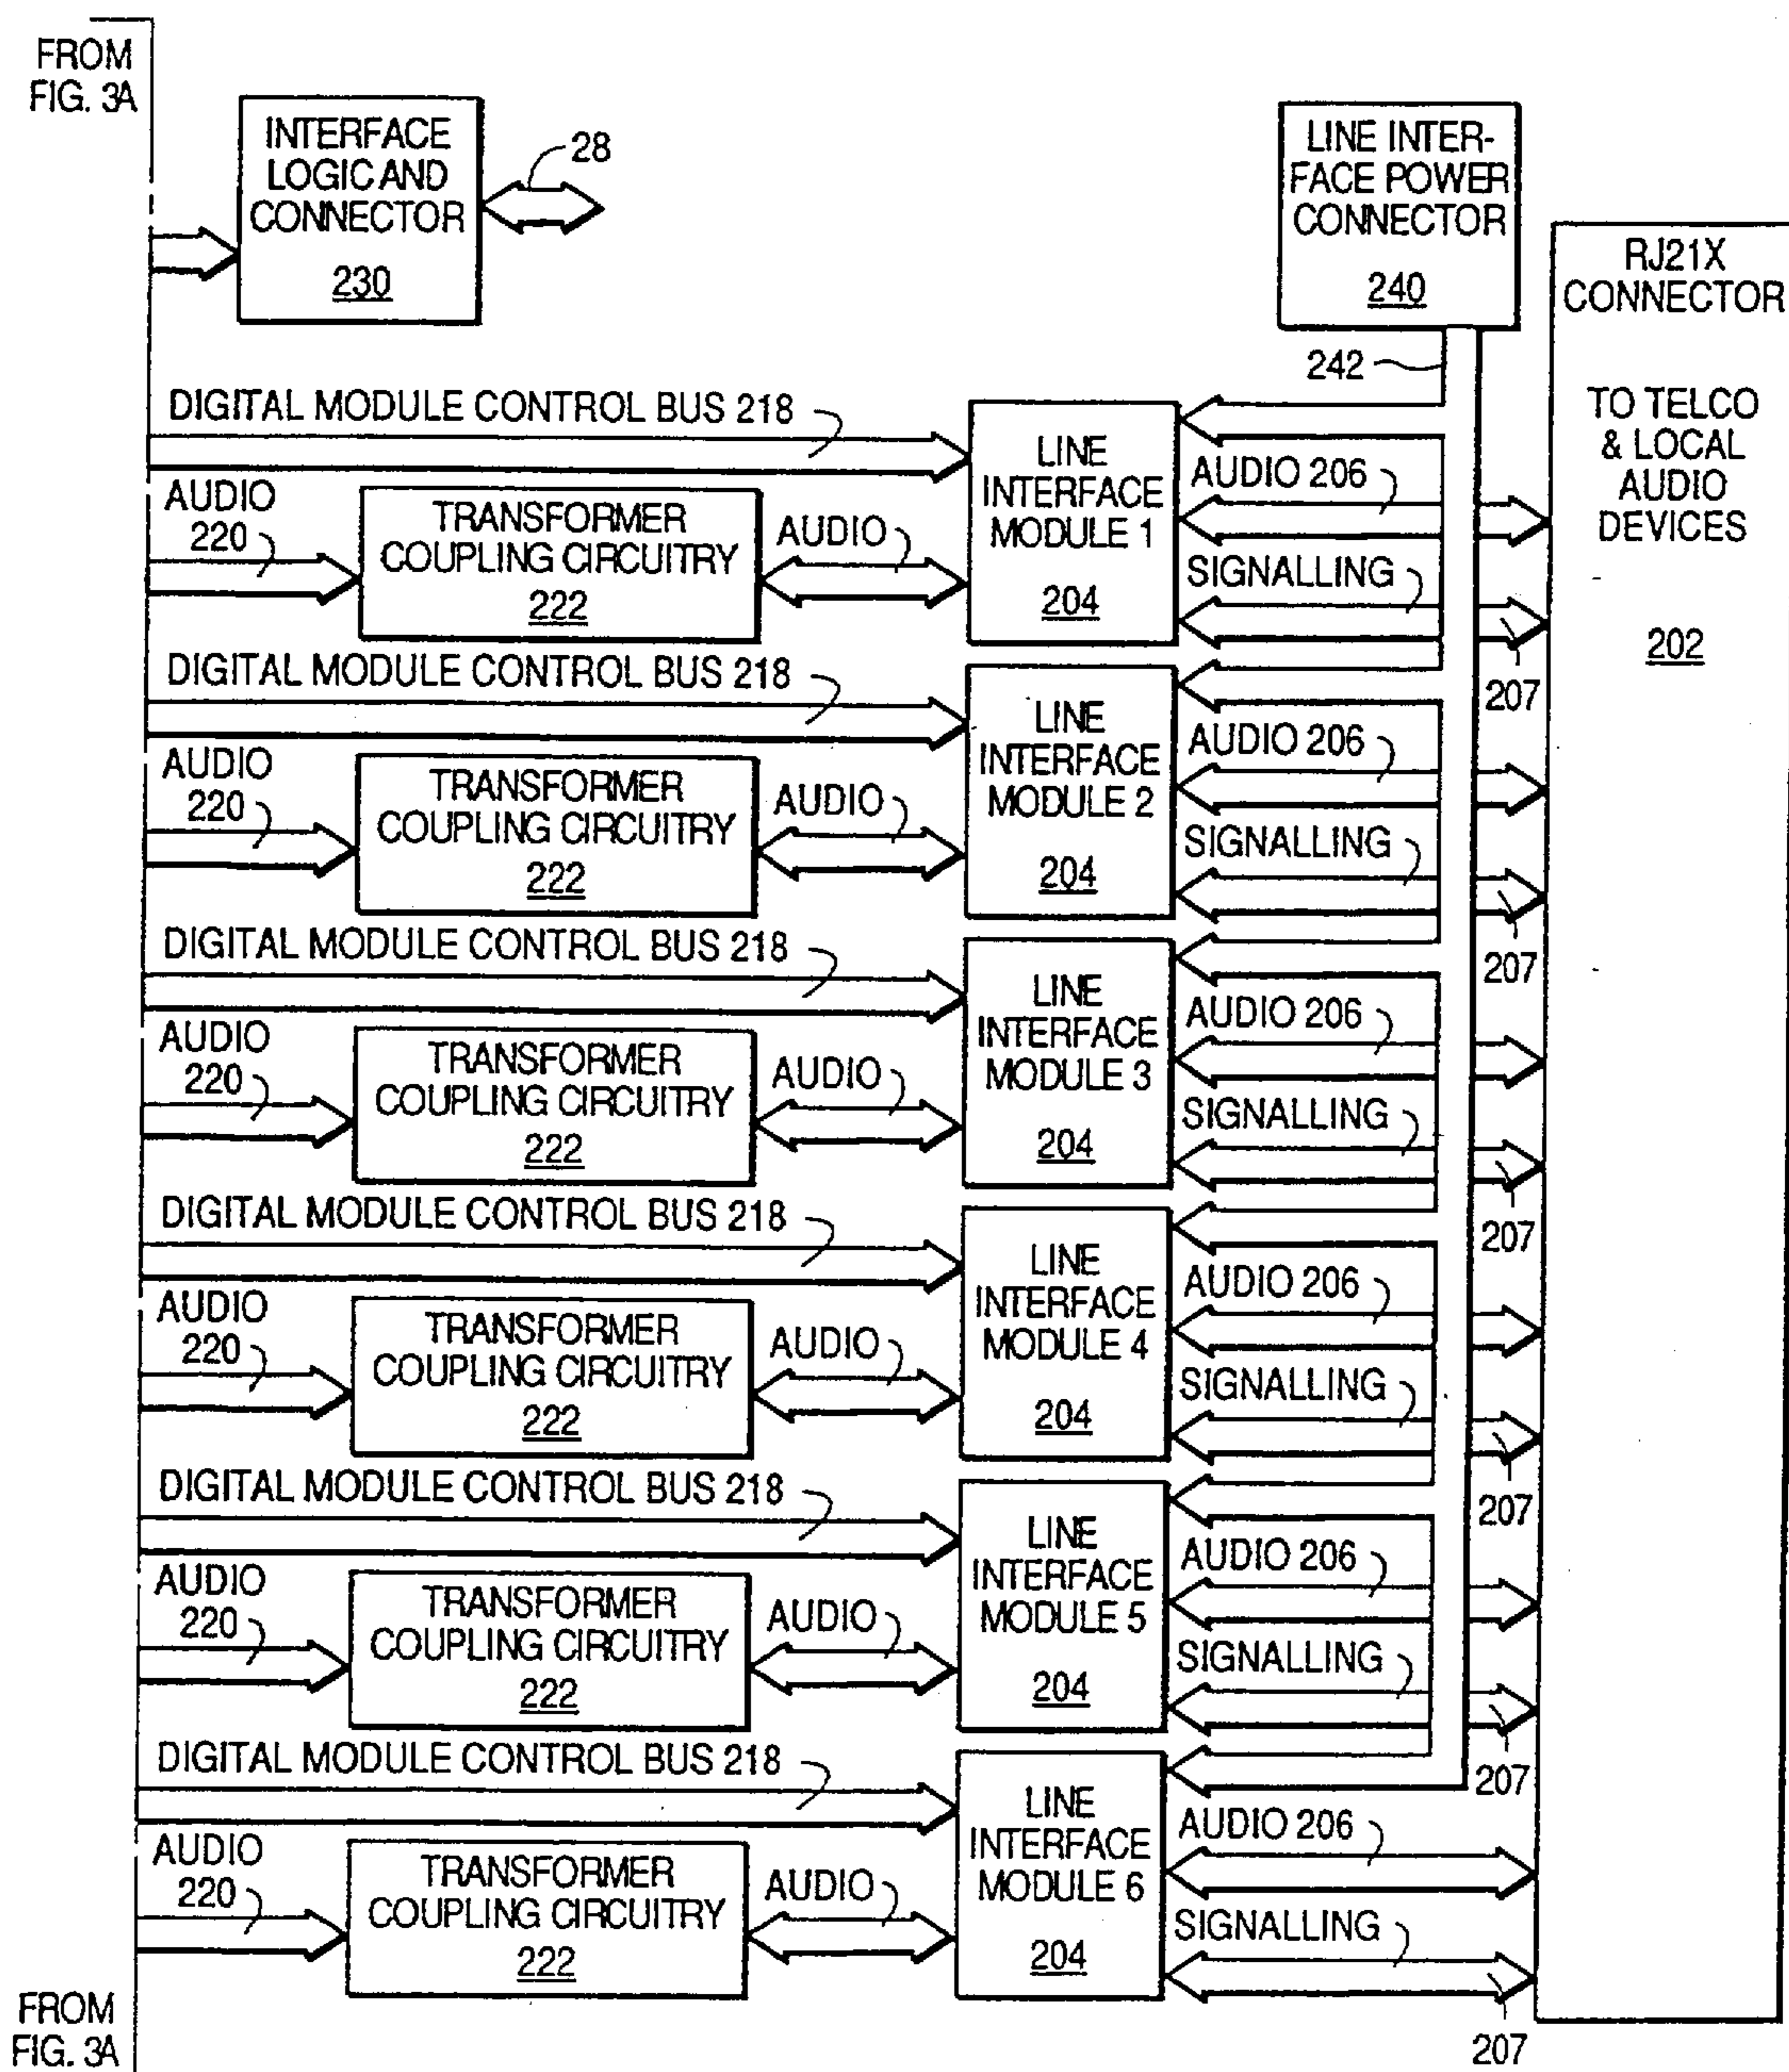 FROM
FIG. 3A
INTERFACE
LOGIC AND
CONNECTOR
230
28
LINE INTER-
FACE POWER
CONNECTOR
240
242
RJ21X
CONNECTOR
TO TELCO
& LOCAL
AUDIO
DEVICES
202
DIGITAL MODULE CONTROL BUS 218
AUDIO
220
TRANSFORMER
COUPLING CIRCUITRY
222
AUDIO
LINE
INTERFACE
MODULE 1
204
AUDIO 206
SIGNALLING
207
DIGITAL MODULE CONTROL BUS 218
AUDIO
220
TRANSFORMER
COUPLING CIRCUITRY
222
AUDIO
LINE
INTERFACE
MODULE 2
204
AUDIO 206
SIGNALLING
207
DIGITAL MODULE CONTROL BUS 218
AUDIO
220
TRANSFORMER
COUPLING CIRCUITRY
222
AUDIO
LINE
INTERFACE
MODULE 3
204
AUDIO 206
SIGNALLING
207
DIGITAL MODULE CONTROL BUS 218
AUDIO
220
TRANSFORMER
COUPLING CIRCUITRY
222
AUDIO
LINE
INTERFACE
MODULE 4
204
AUDIO 206
SIGNALLING
207
DIGITAL MODULE CONTROL BUS 218
AUDIO
220
TRANSFORMER
COUPLING CIRCUITRY
222
AUDIO
LINE
INTERFACE
MODULE 5
204
AUDIO 206
SIGNALLING
207
DIGITAL MODULE CONTROL BUS 218
AUDIO
220
TRANSFORMER
COUPLING CIRCUITRY
222
AUDIO
LINE
INTERFACE
MODULE 6
204
AUDIO 206
SIGNALLING
207
FROM
FIG. 3A